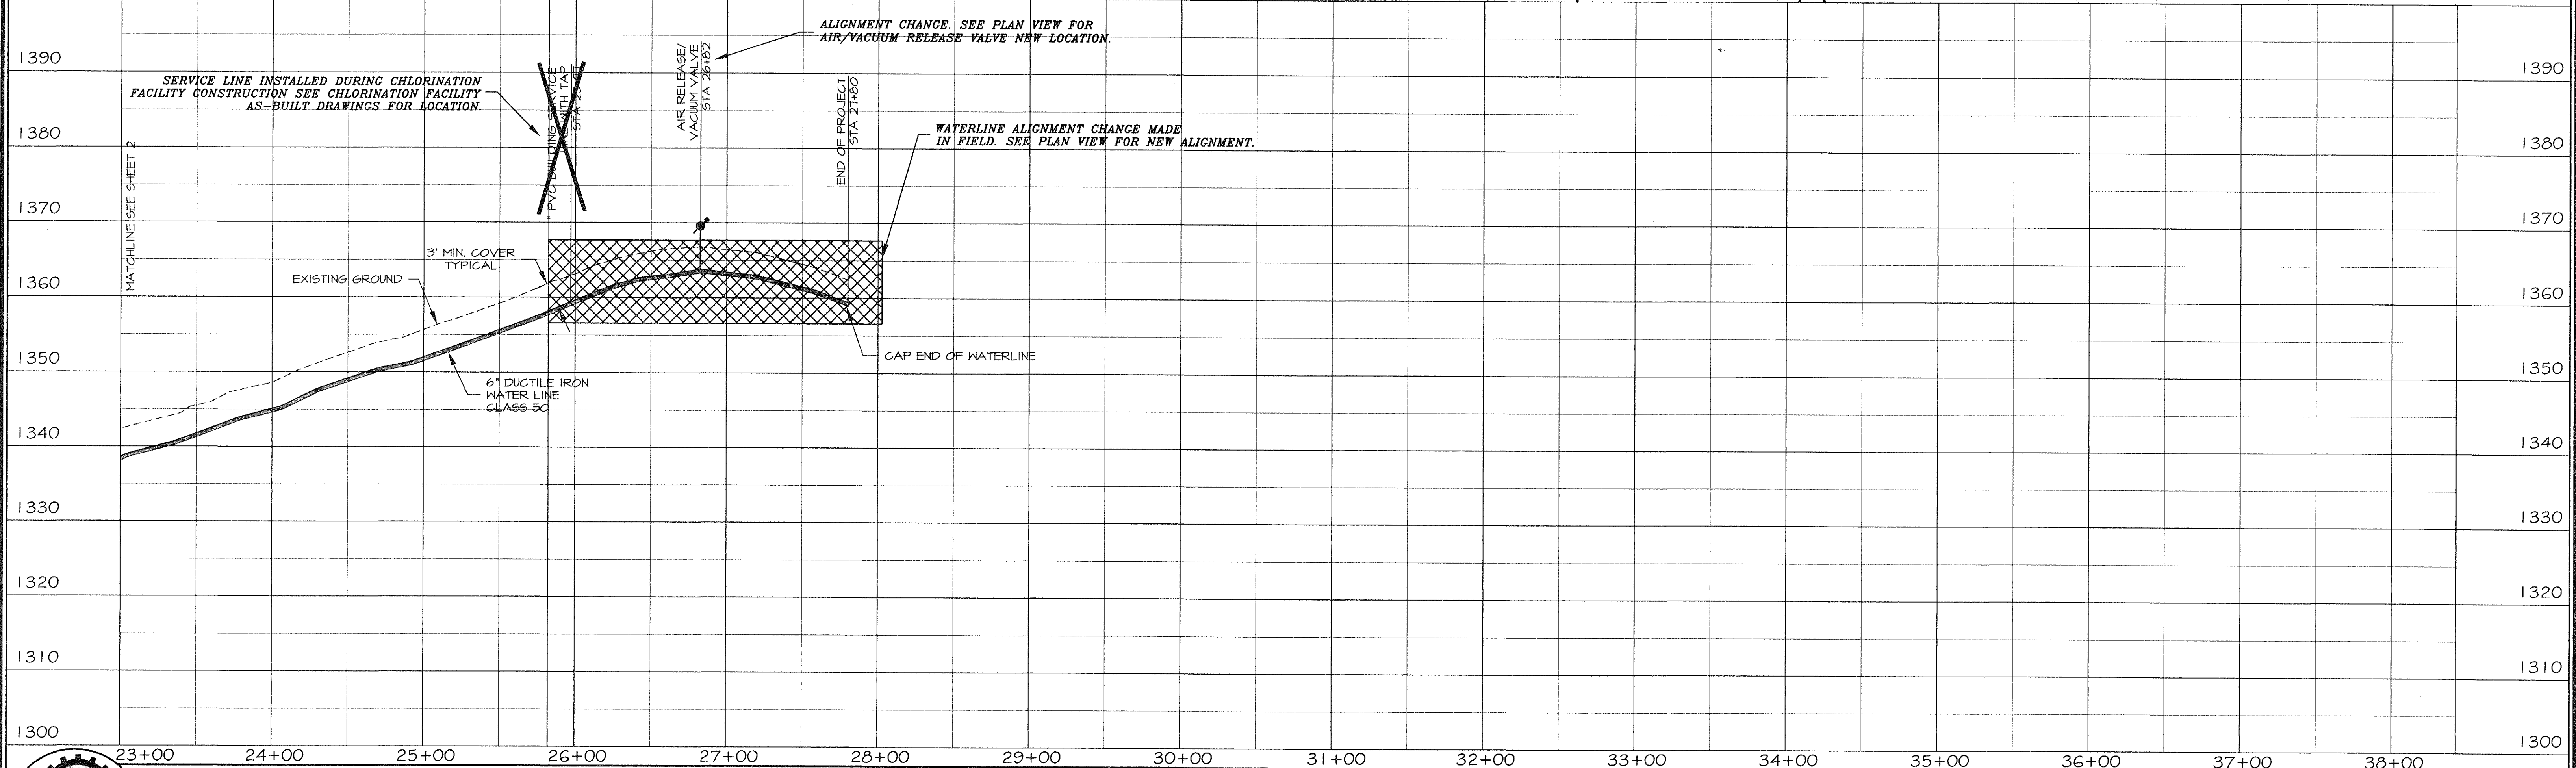 ALIGNMENT CHANGE. SEE PLAN VIEW FOR
AIR/VACUUM RELEASE VALVE NEW LOCATION.
SERVICE LINE INSTALLED DURING CHLORINATION
FACILITY CONSTRUCTION SEE CHLORINATION FACILITY
AS-BUILT DRAWINGS FOR LOCATION.
PVC BUILDING SERVICE
WITH TAP
STA
AIR RELEASE/
VACUUM VALVE
STA 26+82
END OF PROJECT
STA 27+80
WATERLINE ALIGNMENT CHANGE MADE
IN FIELD. SEE PLAN VIEW FOR NEW ALIGNMENT.
MATCHLINE SEE SHEET 2
3' MIN. COVER
TYPICAL
EXISTING GROUND
CAP END OF WATERLINE
6" DUCTILE IRON
WATER LINE
CLASS 50
1390
1380
1370
1360
1350
1340
1330
1320
1310
1300
1390
1380
1370
1360
1350
1340
1330
1320
1310
1300
23+00 24+00 25+00 26+00 27+00 28+00 29+00 30+00 31+00 32+00 33+00 34+00 35+00 36+00 37+00 38+00